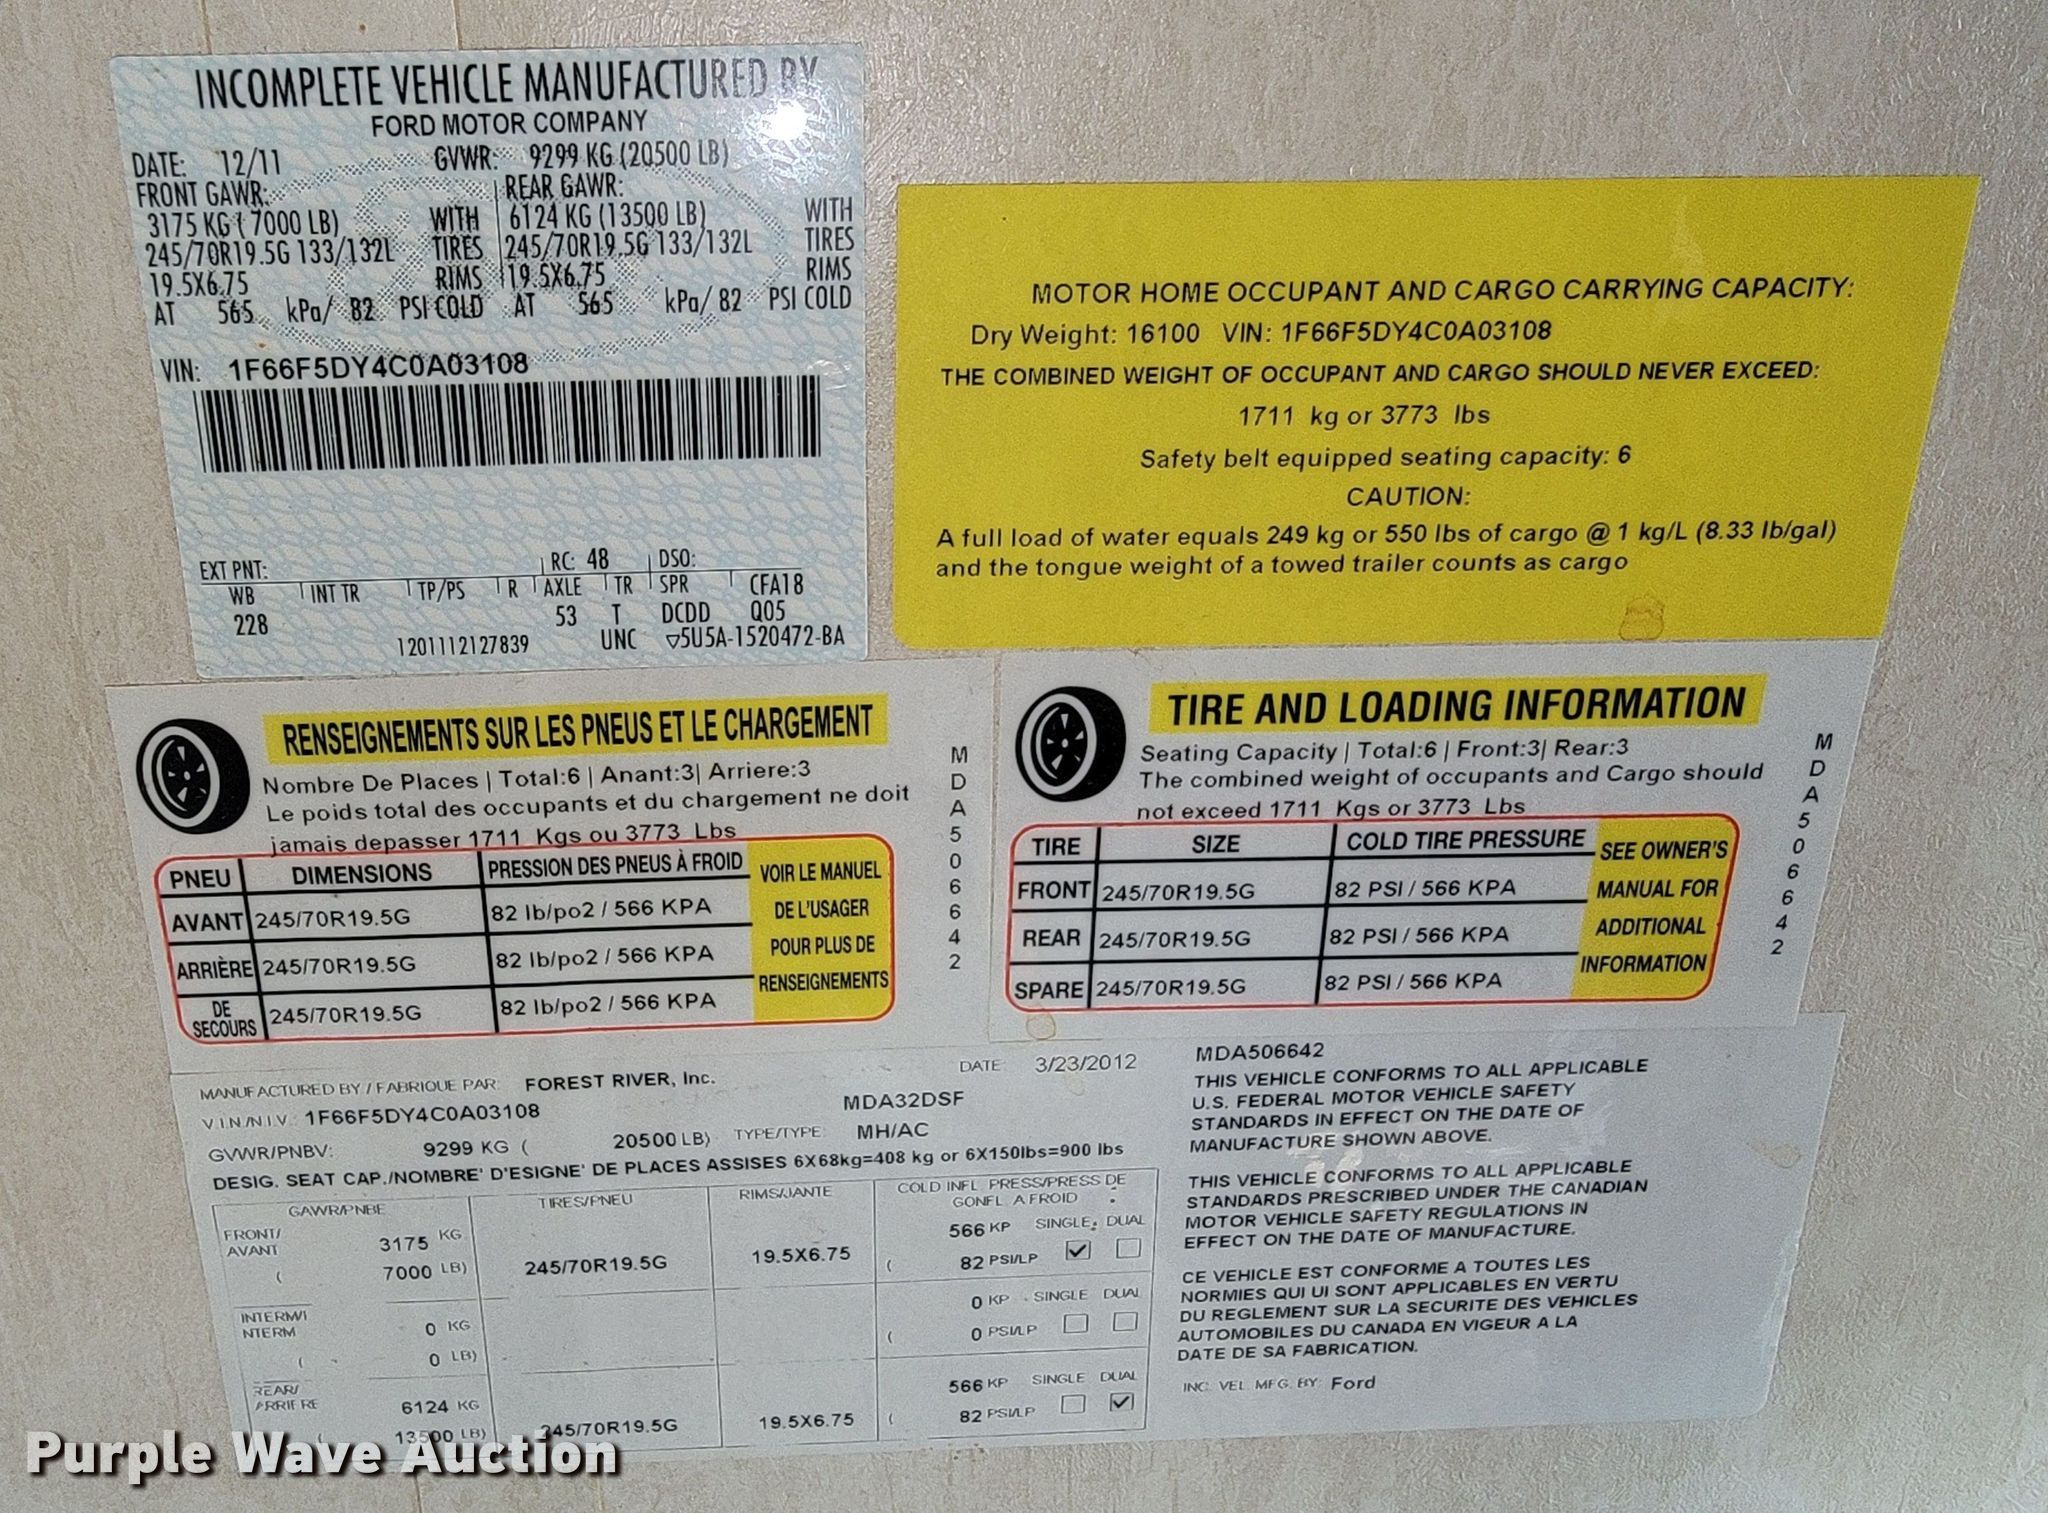 INCOMPLETE VEHICLE MANUFACTURED BY
FORD MOTOR COMPANY
DATE: 12/11 GVWR: 9299 KG (20500 LB)
FRONT GAWR: REAR GAWR:
3175 KG ( 7000 LB) WITH 6124 KG (13500 LB) WITH
245/70R19.5G 133/132L TIRES 245/70R19.5G 133/132L TIRES
19.5X6.75 RIMS 19.5X6.75 RIMS
AT 565 kPa/ 82 PSI COLD AT 565 kPa/ 82 PSI COLD
VIN: 1F66F5DY4C0A03108
EXT PNT: RC: 48 DSO:
WB INT TR TP/PS R AXLE TR SPR CFA18
228 53 T DCDD Q05
1201112127839 UNC ▽5U5A-1520472-BA
MOTOR HOME OCCUPANT AND CARGO CARRYING CAPACITY:
Dry Weight: 16100 VIN: 1F66F5DY4C0A03108
THE COMBINED WEIGHT OF OCCUPANT AND CARGO SHOULD NEVER EXCEED:
1711 kg or 3773 lbs
Safety belt equipped seating capacity: 6
CAUTION:
A full load of water equals 249 kg or 550 lbs of cargo @ 1 kg/L (8.33 lb/gal)
and the tongue weight of a towed trailer counts as cargo
RENSEIGNEMENTS SUR LES PNEUS ET LE CHARGEMENT
Nombre De Places | Total:6 | Anant:3| Arriere:3
Le poids total des occupants et du chargement ne doit
jamais depasser 1711 Kgs ou 3773 Lbs
PNEU DIMENSIONS PRESSION DES PNEUS À FROID
AVANT 245/70R19.5G 82 lb/po2 / 566 KPA
ARRIÈRE 245/70R19.5G 82 lb/po2 / 566 KPA
DE SECOURS 245/70R19.5G 82 lb/po2 / 566 KPA
VOIR LE MANUEL
DE L'USAGER
POUR PLUS DE
RENSEIGNEMENTS
MDA506642
TIRE AND LOADING INFORMATION
Seating Capacity | Total:6 | Front:3| Rear:3
The combined weight of occupants and Cargo should
not exceed 1711 Kgs or 3773 Lbs
TIRE SIZE COLD TIRE PRESSURE
FRONT 245/70R19.5G 82 PSI / 566 KPA
REAR 245/70R19.5G 82 PSI / 566 KPA
SPARE 245/70R19.5G 82 PSI / 566 KPA
SEE OWNER'S
MANUAL FOR
ADDITIONAL
INFORMATION
MDA506642
MANUFACTURED BY / FABRIQUE PAR: FOREST RIVER, Inc. DATE: 3/23/2012
V.I.N/N.I.V.: 1F66F5DY4C0A03108 MDA32DSF
GVWR/PNBV: 9299 KG ( 20500 LB) TYPE/TYPE: MH/AC
DESIG. SEAT CAP./NOMBRE' D'ESIGNE' DE PLACES ASSISES 6X68kg=408 kg or 6X150lbs=900 lbs
GAWR/PNBE TIRES/PNEU RIMS/JANTE COLD INFL PRESS/PRESS DE
GONFL A FROID
FRONT/ 3175 KG 566 KP SINGLE DUAL
AVANT ( 7000 LB) 245/70R19.5G 19.5X6.75 ( 82 PSI/LP ☑ ☐
INTERM/I 0 KG 0 KP SINGLE DUAL
NTERM ( 0 LB) ( 0 PSI/LP ☐ ☐
REAR/ 6124 KG 566 KP SINGLE DUAL
ARRIERE ( 13500 LB) 245/70R19.5G 19.5X6.75 ( 82 PSI/LP ☐ ☑
MDA506642
THIS VEHICLE CONFORMS TO ALL APPLICABLE
U.S. FEDERAL MOTOR VEHICLE SAFETY
STANDARDS IN EFFECT ON THE DATE OF
MANUFACTURE SHOWN ABOVE.
THIS VEHICLE CONFORMS TO ALL APPLICABLE
STANDARDS PRESCRIBED UNDER THE CANADIAN
MOTOR VEHICLE SAFETY REGULATIONS IN
EFFECT ON THE DATE OF MANUFACTURE.
CE VEHICLE EST CONFORME A TOUTES LES
NORMIES QUI UI SONT APPLICABLES EN VERTU
DU REGLEMENT SUR LA SECURITE DES VEHICLES
AUTOMOBILES DU CANADA EN VIGEUR A LA
DATE DE SA FABRICATION.
INC. VEL. MFG. BY: Ford
Purple Wave Auction